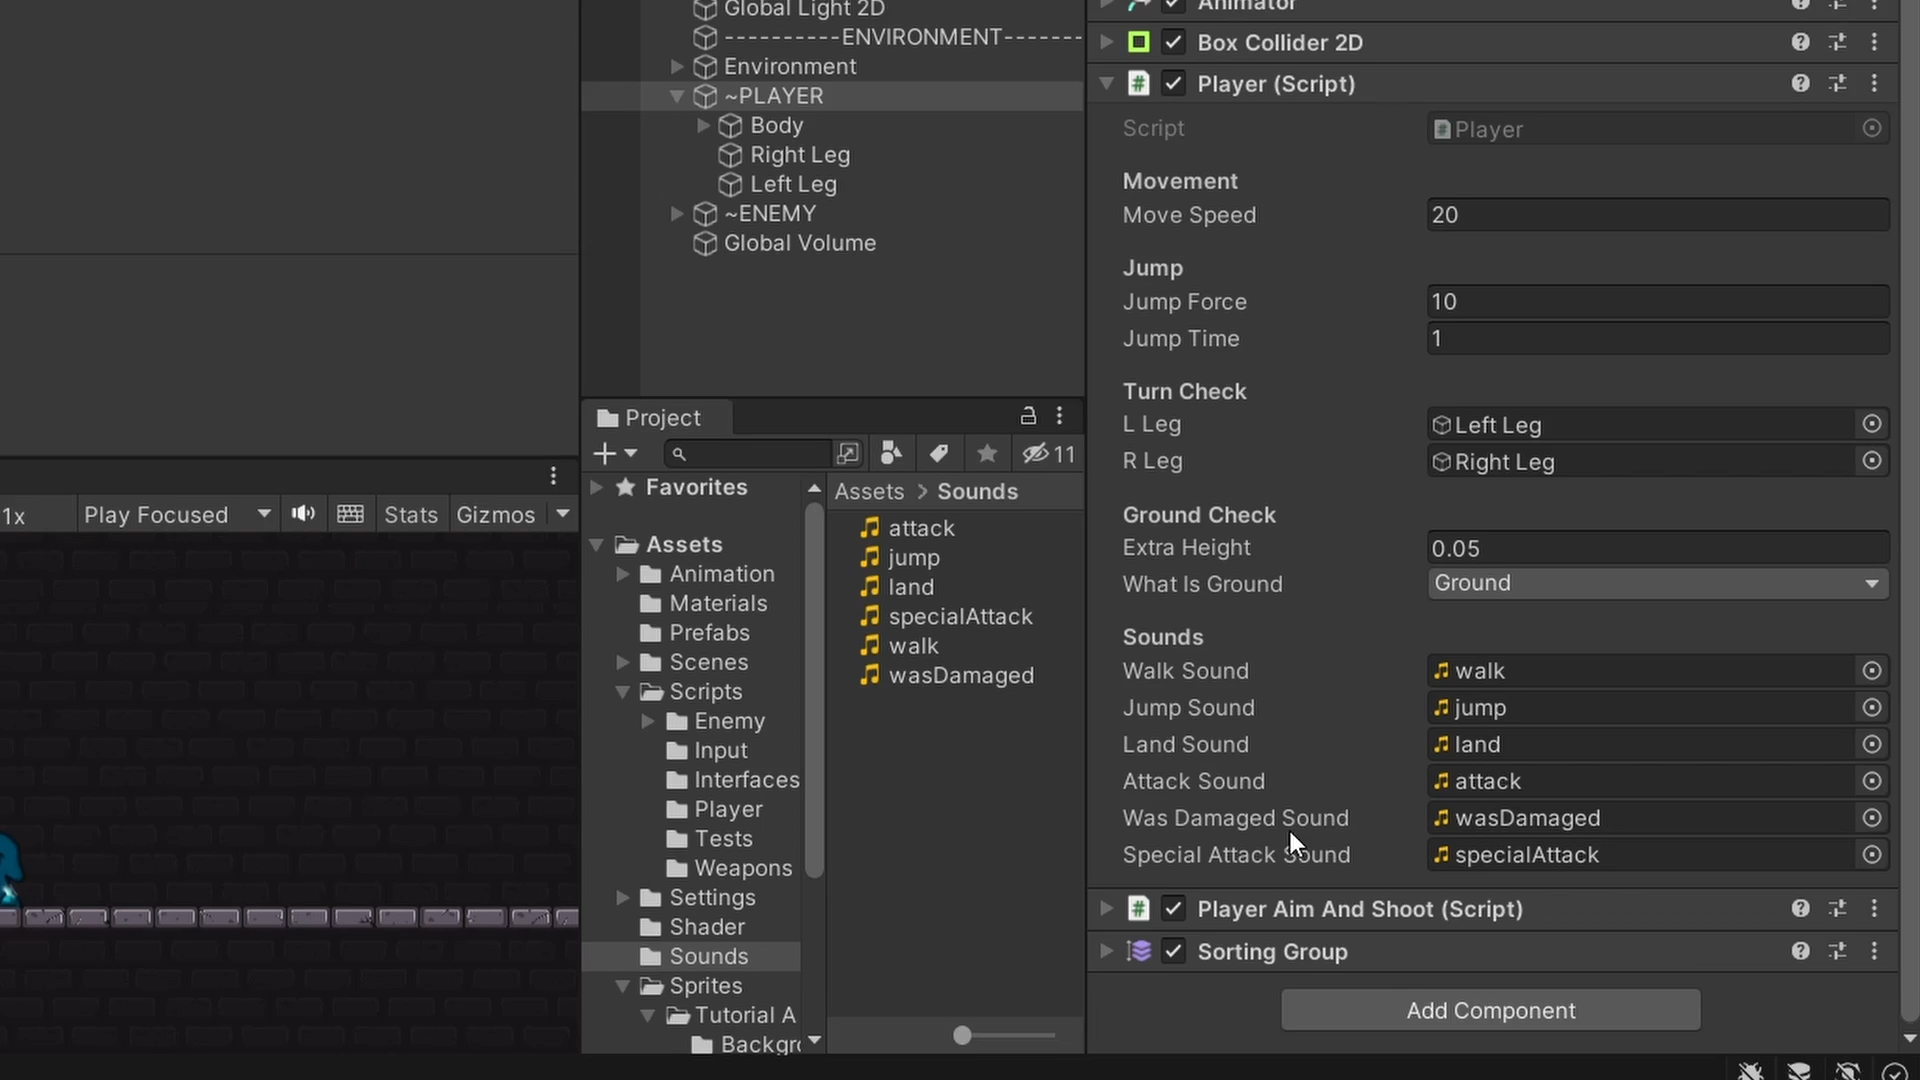 Global Light 2D
----------ENVIRONMENT-------
Environment
~PLAYER
Body
Right Leg
Left Leg
~ENEMY
Global Volume
Project
11
Favorites
Assets
Animation
Materials
Prefabs
Scenes
Scripts
Enemy
Input
Interfaces
Player
Tests
Weapons
Settings
Shader
Sounds
Sprites
Tutorial A
Backgr
Assets > Sounds
attack
jump
land
specialAttack
walk
wasDamaged
1x
Play Focused
Stats
Gizmos
Animator
Box Collider 2D
# Player (Script)
Script # Player
Movement
Move Speed 20
Jump
Jump Force 10
Jump Time 1
Turn Check
L Leg Left Leg
R Leg Right Leg
Ground Check
Extra Height 0.05
What Is Ground Ground
Sounds
Walk Sound walk
Jump Sound jump
Land Sound land
Attack Sound attack
Was Damaged Sound wasDamaged
Special Attack Sound specialAttack
# Player Aim And Shoot (Script)
Sorting Group
Add Component